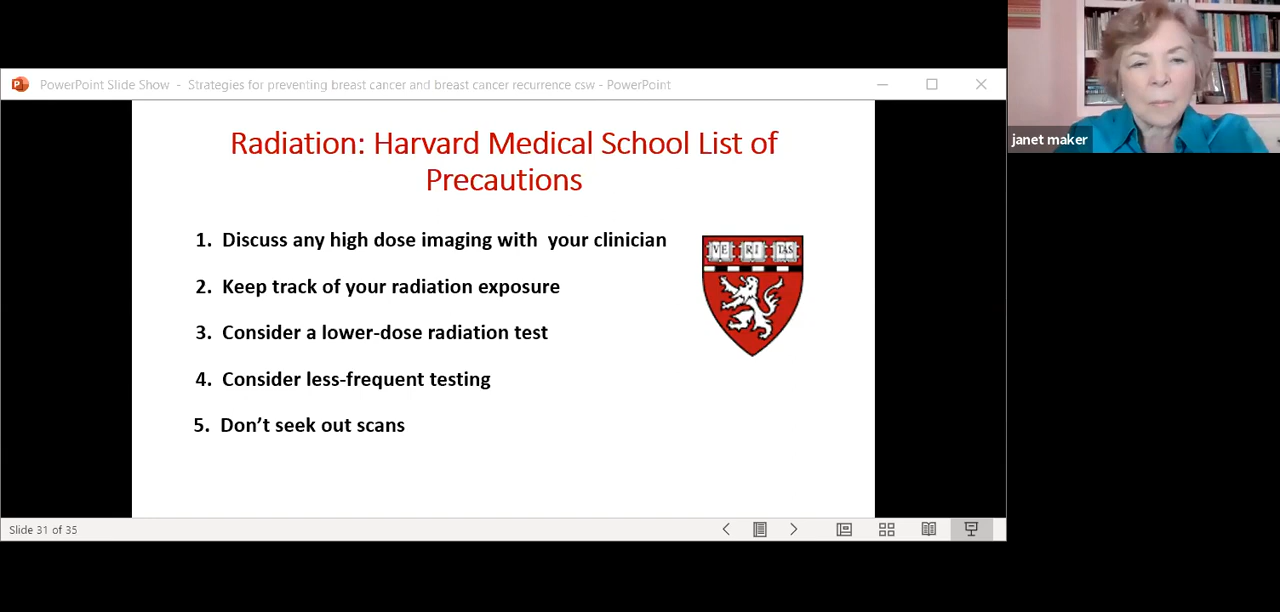 PowerPoint Slide Show - Strategies for preventing breast cancer and breast cancer recurrence csw - PowerPoint
janet maker
Radiation: Harvard Medical School List of
Precautions
1. Discuss any high dose imaging with your clinician
2. Keep track of your radiation exposure
3. Consider a lower-dose radiation test
4. Consider less-frequent testing
5. Don’t seek out scans
VE RI TAS
Slide 31 of 35